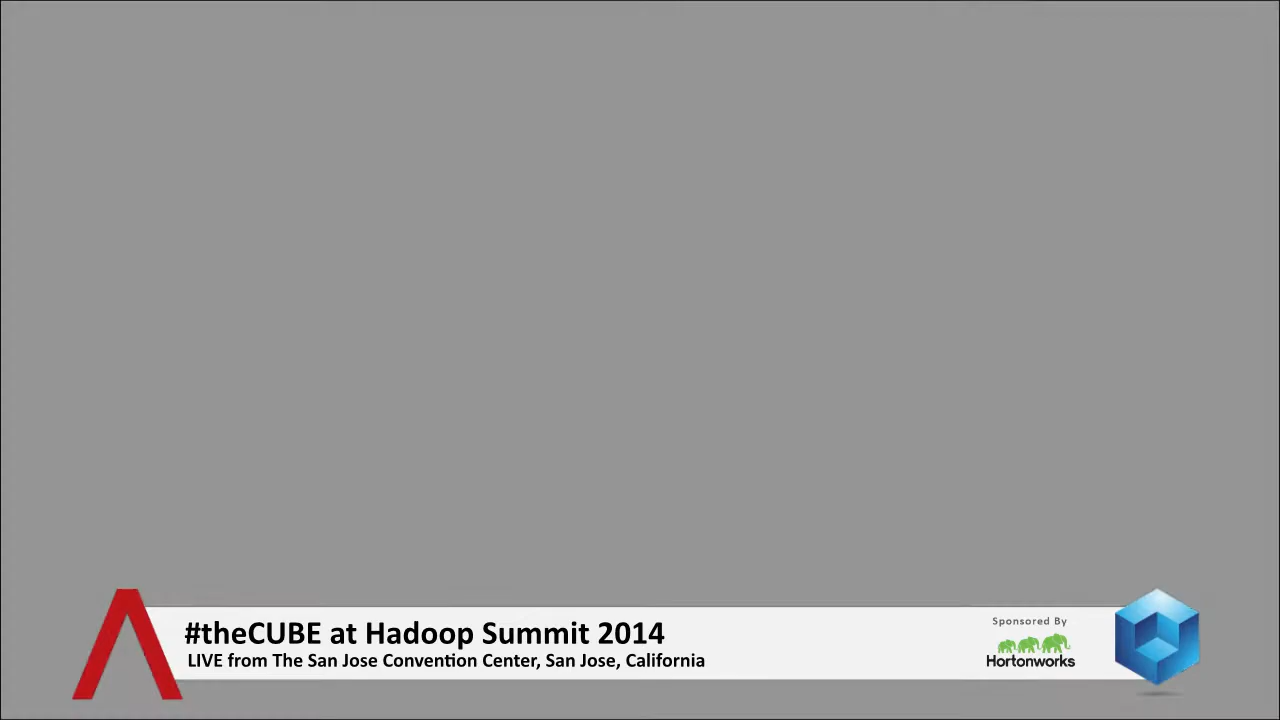 #theCUBE at Hadoop Summit 2014
LIVE from The San Jose Convention Center, San Jose, California
Sponsored By
Hortonworks